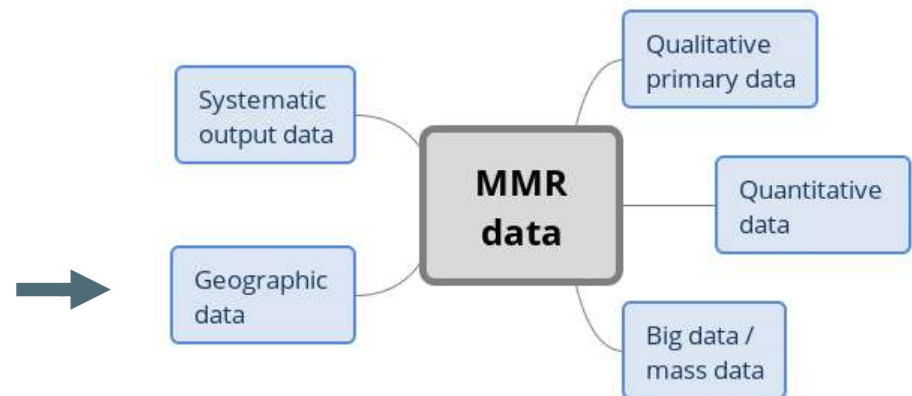 Systematic
output data
Geographic
data
MMR
data
Qualitative
primary data
Quantitative
data
Big data /
mass data